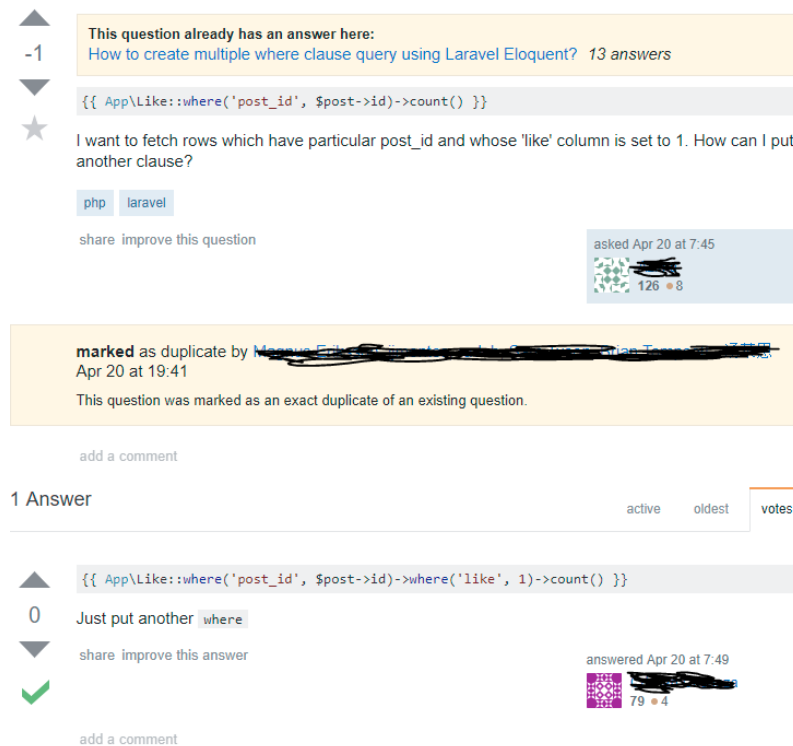 This question already has an answer here:
-1
How to create multiple where clause query using Laravel Eloquent? 13 answers
{{ App\Like::where('post_id', $post->id)->count() }}
I want to fetch rows which have particular post_id and whose 'like' column is set to 1. How can I put
another clause?
php laravel
share improve this question
asked Apr 20 at 7:45
126 8
marked as duplicate by
Apr 20 at 19:41
This question was marked as an exact duplicate of an existing question.
add a comment
1 Answer
active oldest votes
{{ App\Like::where('post_id', $post->id)->where('like', 1)->count() }}
0
Just put another where
share improve this answer
answered Apr 20 at 7:49
79 4
add a comment